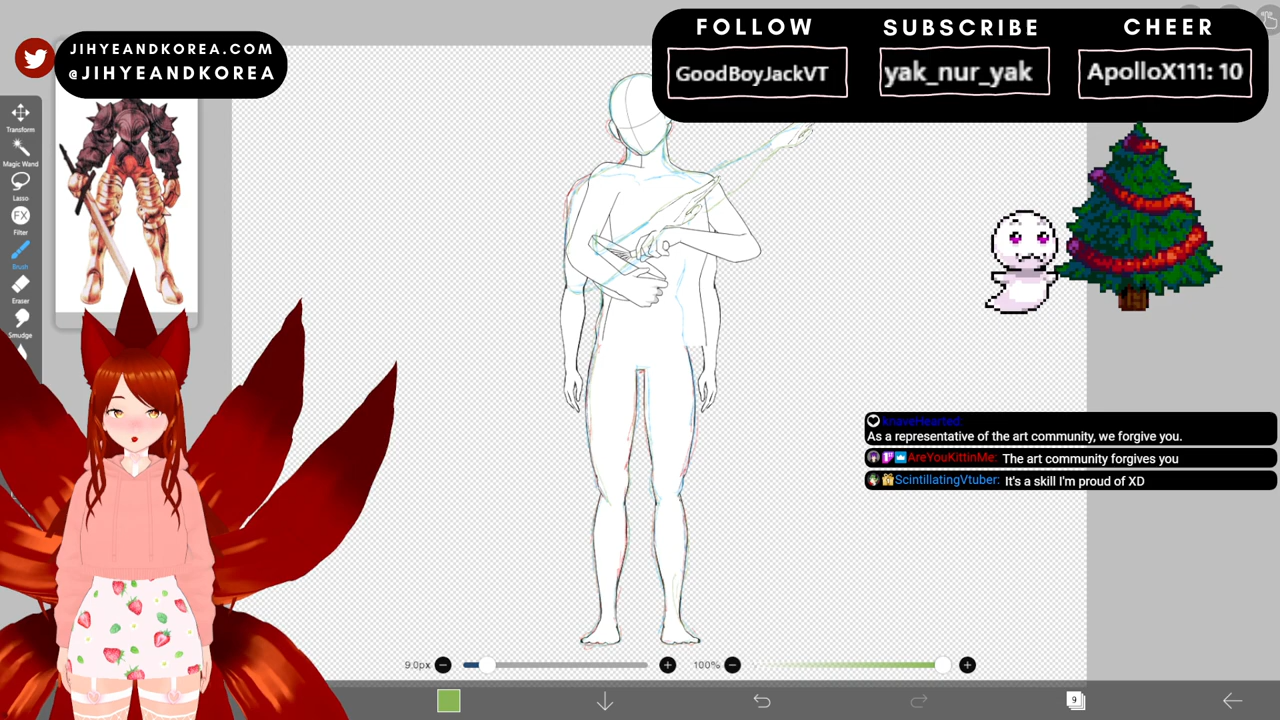 JIHYEANDKOREA.COM
@JIHYEANDKOREA
FOLLOW
SUBSCRIBE
CHEER
GoodBoyJackVT
yak_nur_yak
ApolloX111: 10
Transform
Magic Wand
Lasso
FX
Filter
Brush
Eraser
Smudge
knaveHearted:
As a representative of the art community, we forgive you.
AreYouKittinMe: The art community forgives you
ScintillatingVtuber: It's a skill I'm proud of XD
9.0px
100%
9